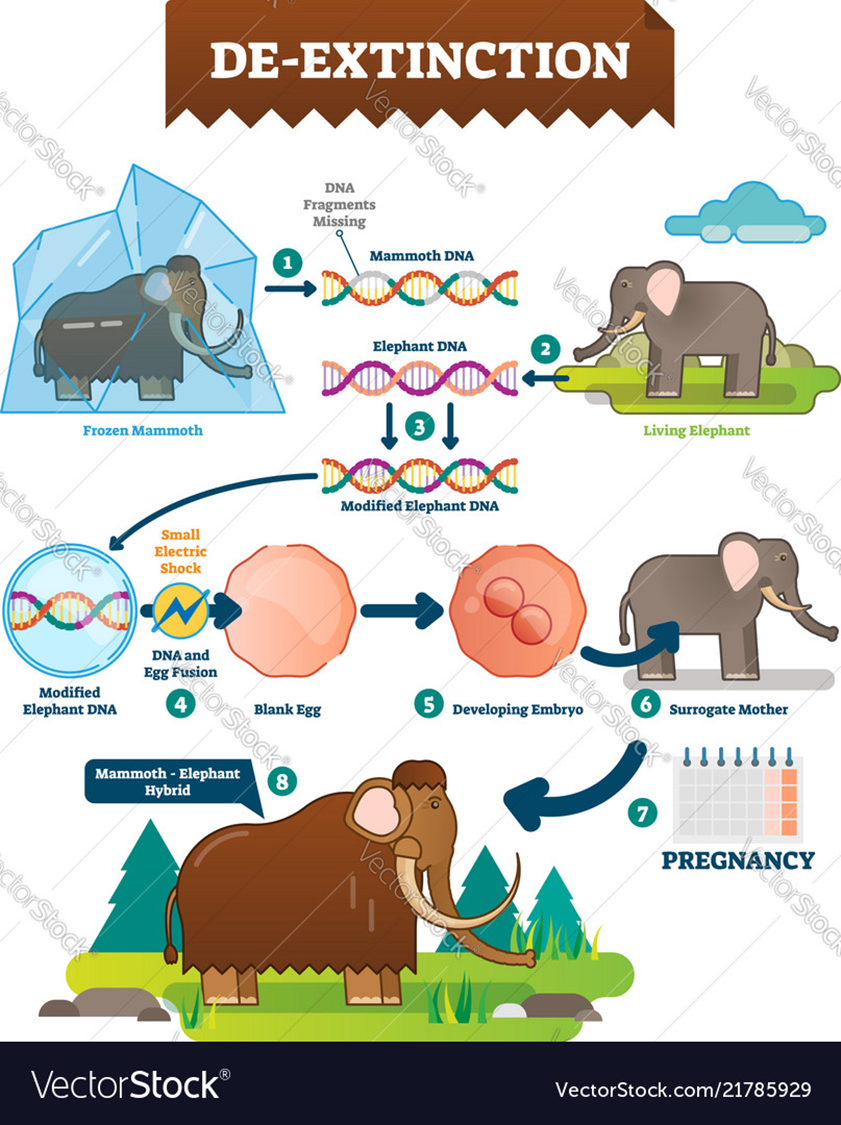 DE-EXTINCTION
DNA
Fragments
Missing
1
Mammoth DNA
Elephant DNA
2
Frozen Mammoth
3
Living Elephant
Modified Elephant DNA
Small
Electric
Shock
DNA and
Egg Fusion
Modified
Elephant DNA
4
Blank Egg
5
Developing Embryo
6
Surrogate Mother
Mammoth - Elephant
Hybrid
8
7
PREGNANCY
VectorStock®
VectorStock.com/21785929